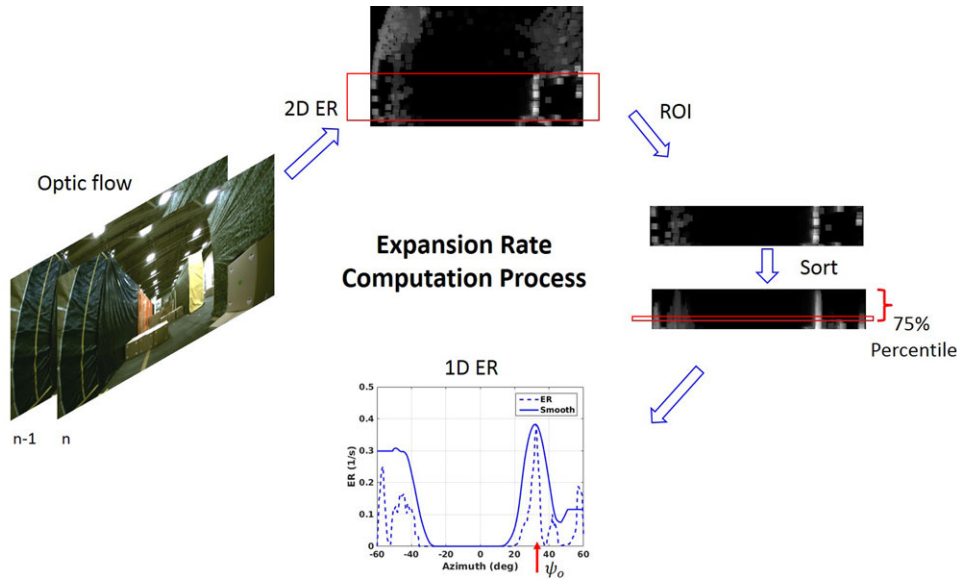 2D ER
ROI
Optic flow
Expansion Rate
Computation Process
Sort
75%
Percentile
n-1 n
1D ER
ER
Smooth
0.5
0.4
0.3
0.2
0.1
0
ER (1/s)
-60 -40 -20 0 20 40 60
Azimuth (deg)
ψo